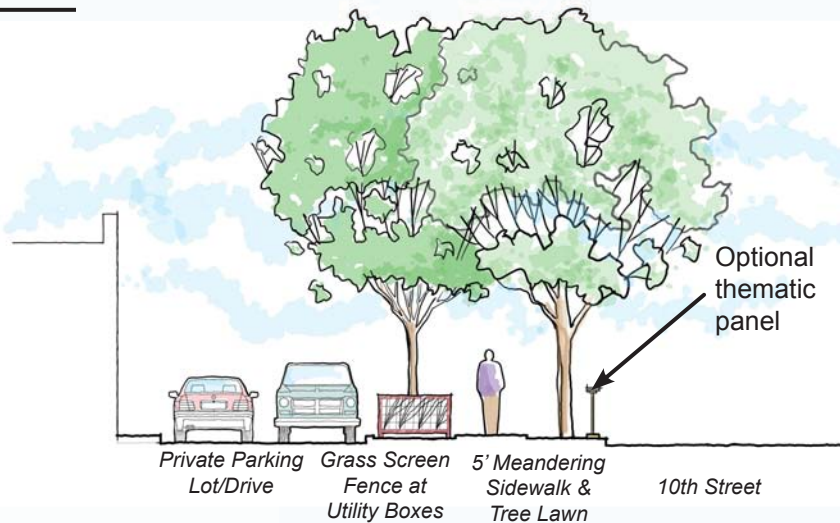 Optional
thematic
panel
Private Parking
Lot/Drive
Grass Screen
Fence at
Utility Boxes
5' Meandering
Sidewalk &
Tree Lawn
10th Street